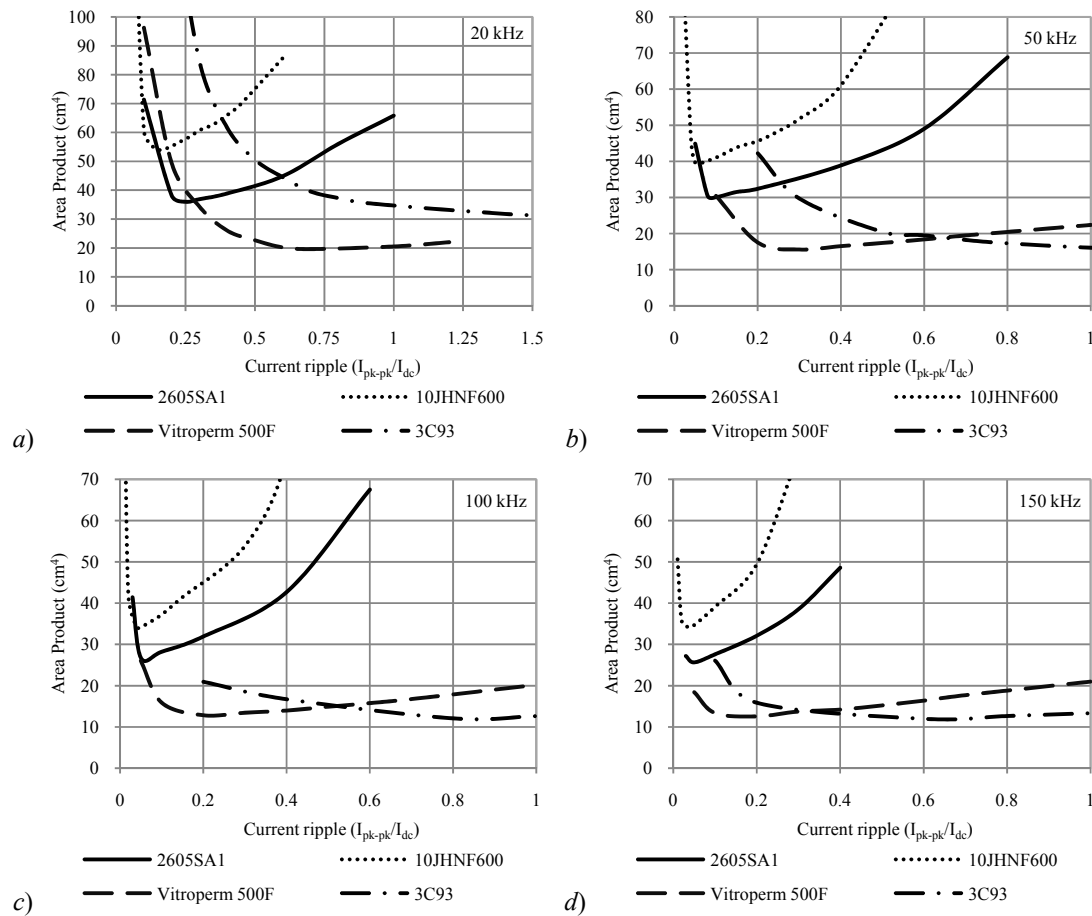 20 kHz
100
90
80
70
60
50
40
30
20
10
0
Area Product (cm⁴)
0 0.25 0.5 0.75 1 1.25 1.5
Current ripple (Ipk-pk/Idc)
2605SA1 10JHNF600
Vitroperm 500F 3C93
a)
50 kHz
80
70
60
50
40
30
20
10
0
Area Product (cm⁴)
0 0.2 0.4 0.6 0.8 1
Current ripple (Ipk-pk/Idc)
2605SA1 10JHNF600
Vitroperm 500F 3C93
b)
100 kHz
70
60
50
40
30
20
10
0
Area Product (cm⁴)
0 0.2 0.4 0.6 0.8 1
Current ripple (Ipk-pk/Idc)
2605SA1 10JHNF600
Vitroperm 500F 3C93
c)
150 kHz
70
60
50
40
30
20
10
0
Area Product (cm⁴)
0 0.2 0.4 0.6 0.8 1
Current ripple (Ipk-pk/Idc)
2605SA1 10JHNF600
Vitroperm 500F 3C93
d)